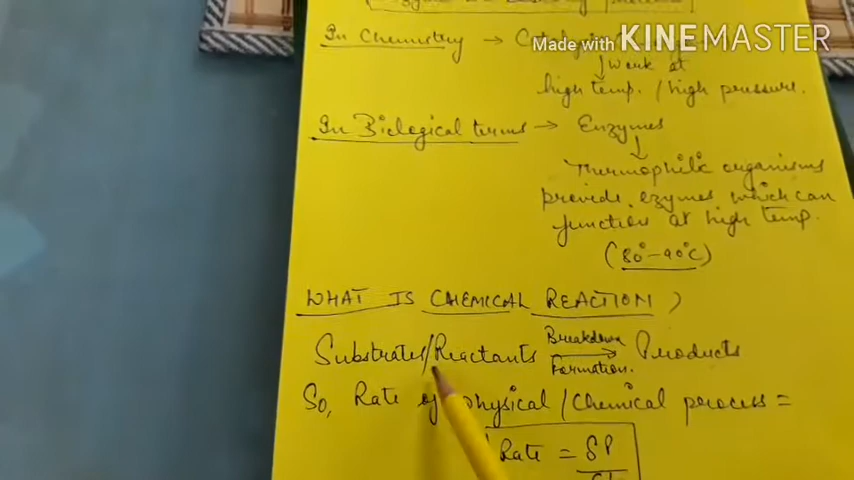 In Chemistry →
Made with KINEMASTER
↓ work at
high temp. / high pressure.
In Biological terms → Enzymes
↓
Thermophilic organisms
provide ezymes which can
function at high Temp.
(80°-90°C)
WHAT IS CHEMICAL REACTION ?
Substrates/Reactants Breakdown → Formation. Products
So, Rate of physical / Chemical process =
Rate = δP